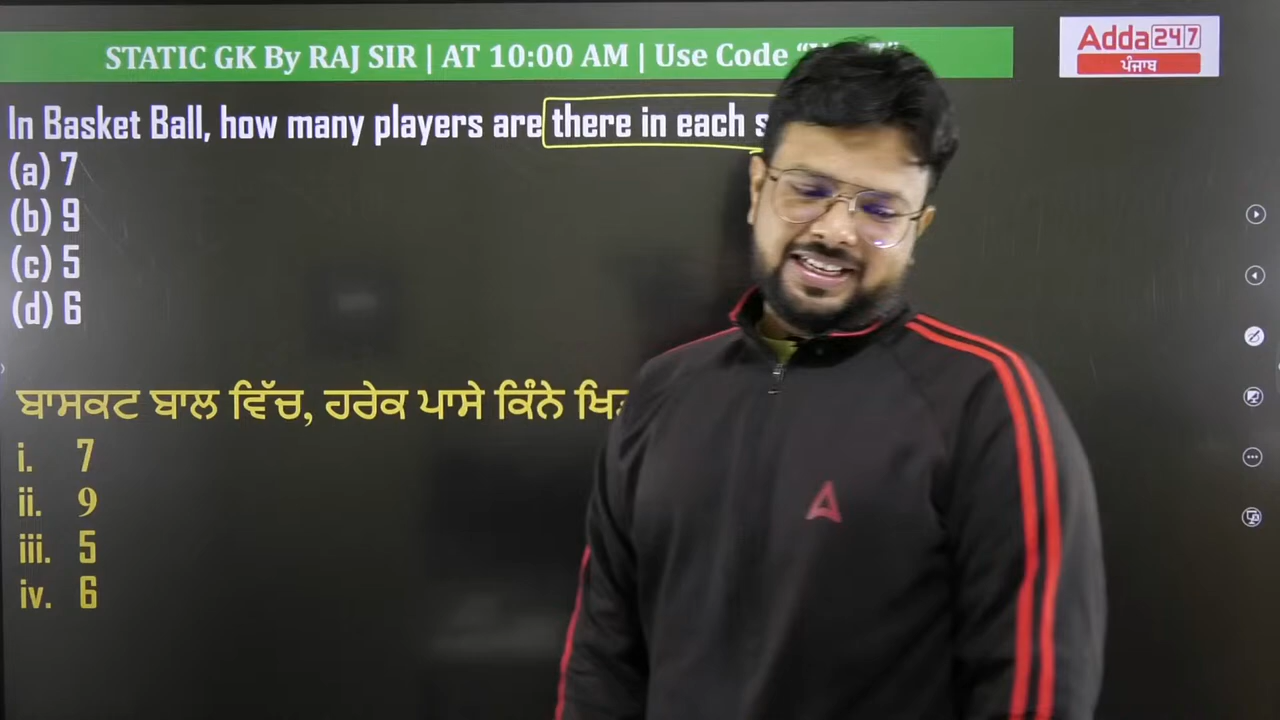 STATIC GK By RAJ SIR | AT 10:00 AM | Use Code
Adda247
ਪੰਜਾਬ
In Basket Ball, how many players are there in each
(a) 7
(b) 9
(c) 5
(d) 6
ਬਾਸਕਟ ਬਾਲ ਵਿੱਚ, ਹਰੇਕ ਪਾਸੇ ਕਿੰਨੇ
i. 7
ii. 9
iii. 5
iv. 6